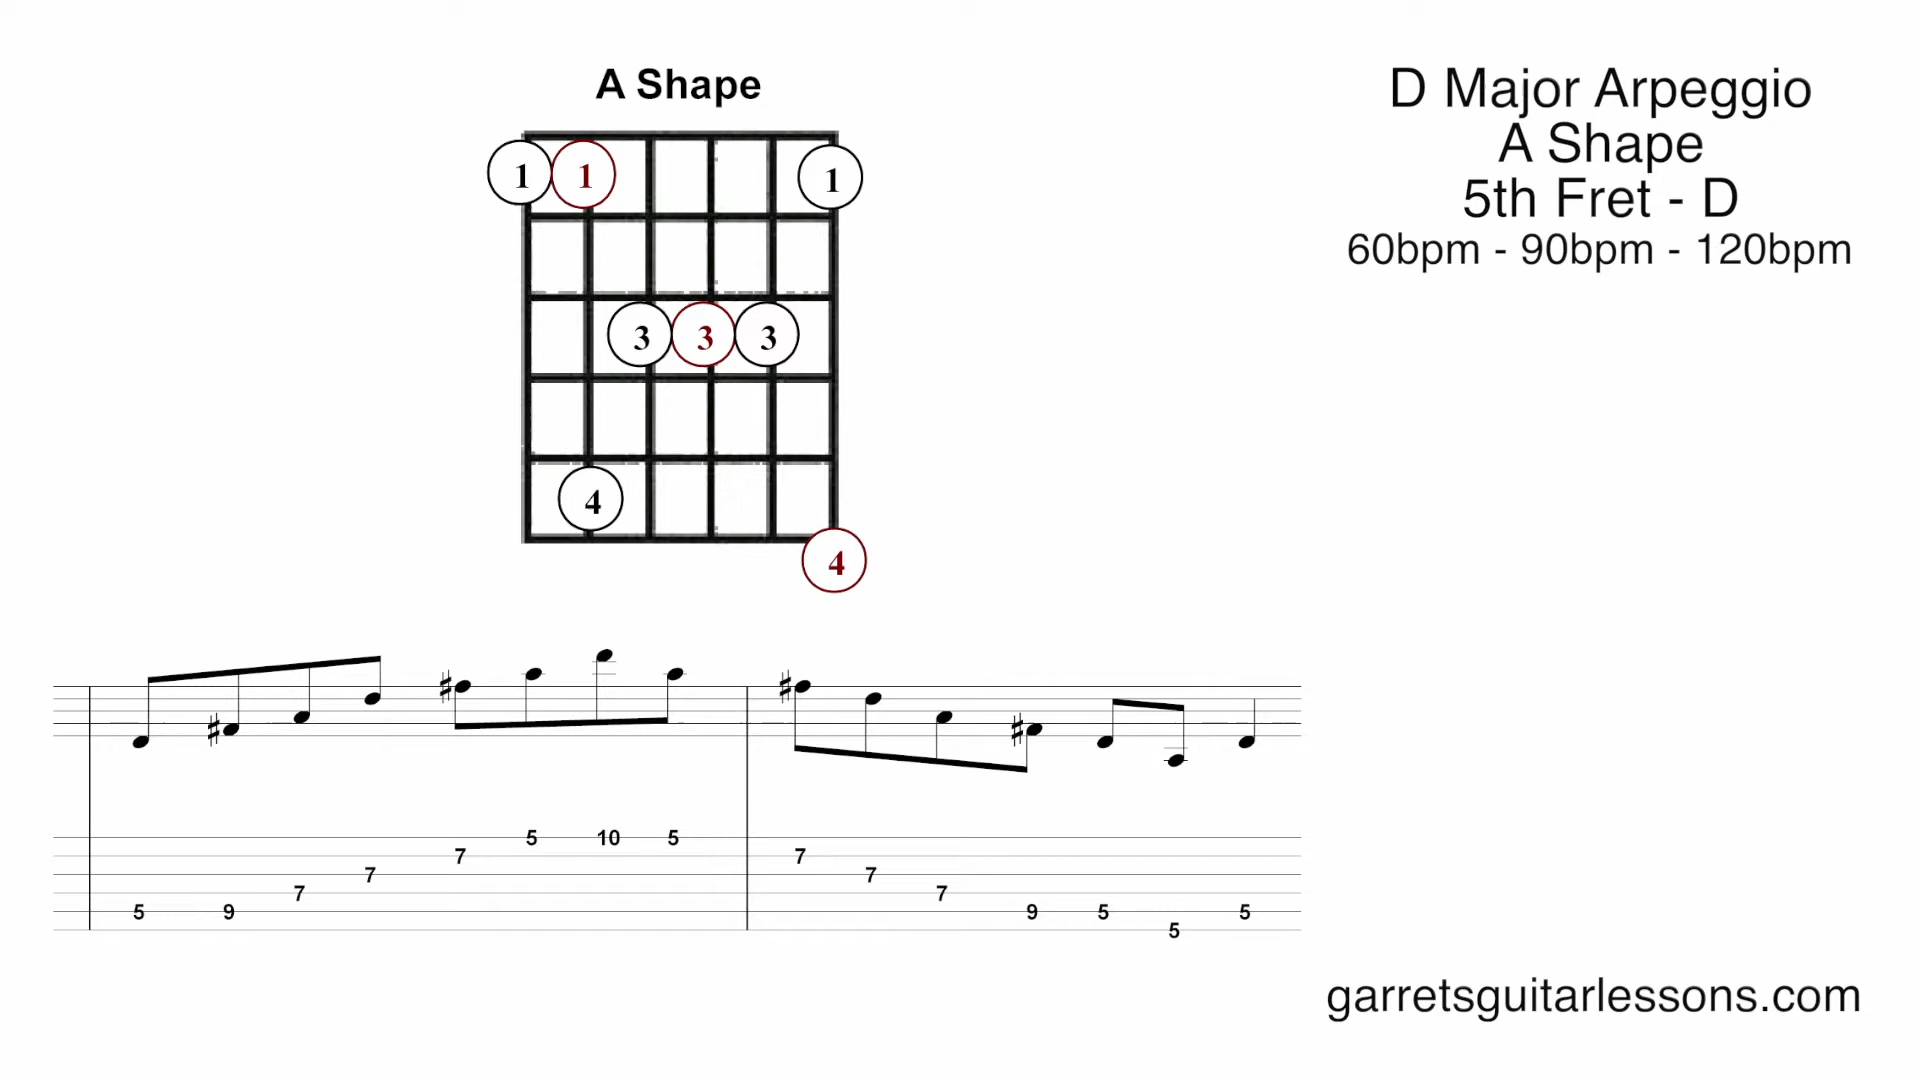 A Shape
D Major Arpeggio
A Shape
5th Fret - D
60bpm - 90bpm - 120bpm
1 1 1
3 3 3
4
4
5 10 5
7 7
7 7
7 7
5 9 9 5 5
5
garretsguitarlessons.com